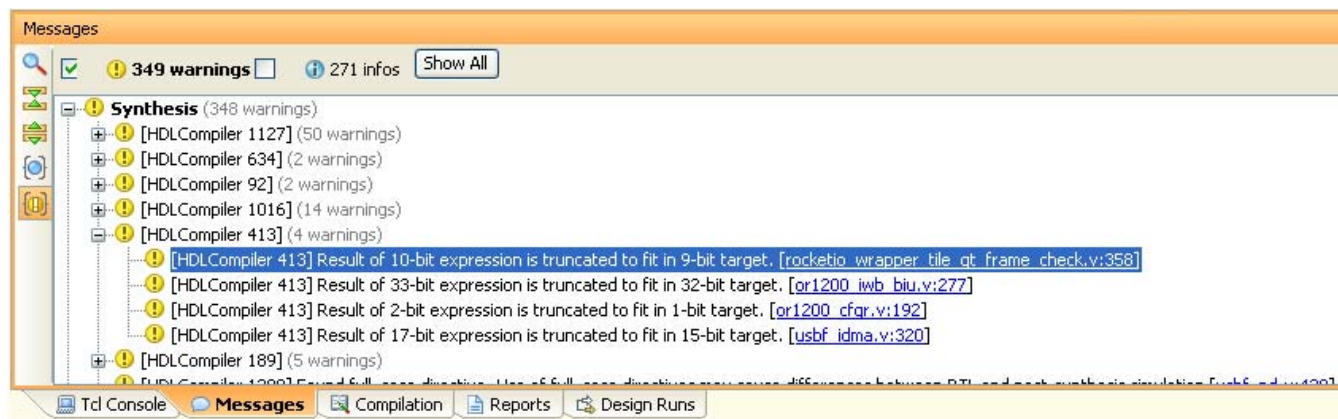 Messages
349 warnings 271 infos Show All
Synthesis (348 warnings)
[HDLCompiler 1127] (50 warnings)
[HDLCompiler 634] (2 warnings)
[HDLCompiler 92] (2 warnings)
[HDLCompiler 1016] (14 warnings)
[HDLCompiler 413] (4 warnings)
[HDLCompiler 413] Result of 10-bit expression is truncated to fit in 9-bit target. [rocketio_wrapper_tile_gt_frame_check.v:358]
[HDLCompiler 413] Result of 33-bit expression is truncated to fit in 32-bit target. [or1200_iwb_biu.v:277]
[HDLCompiler 413] Result of 2-bit expression is truncated to fit in 1-bit target. [or1200_cfgr.v:192]
[HDLCompiler 413] Result of 17-bit expression is truncated to fit in 15-bit target. [usbf_idma.v:320]
[HDLCompiler 189] (5 warnings)
Tcl Console Messages Compilation Reports Design Runs